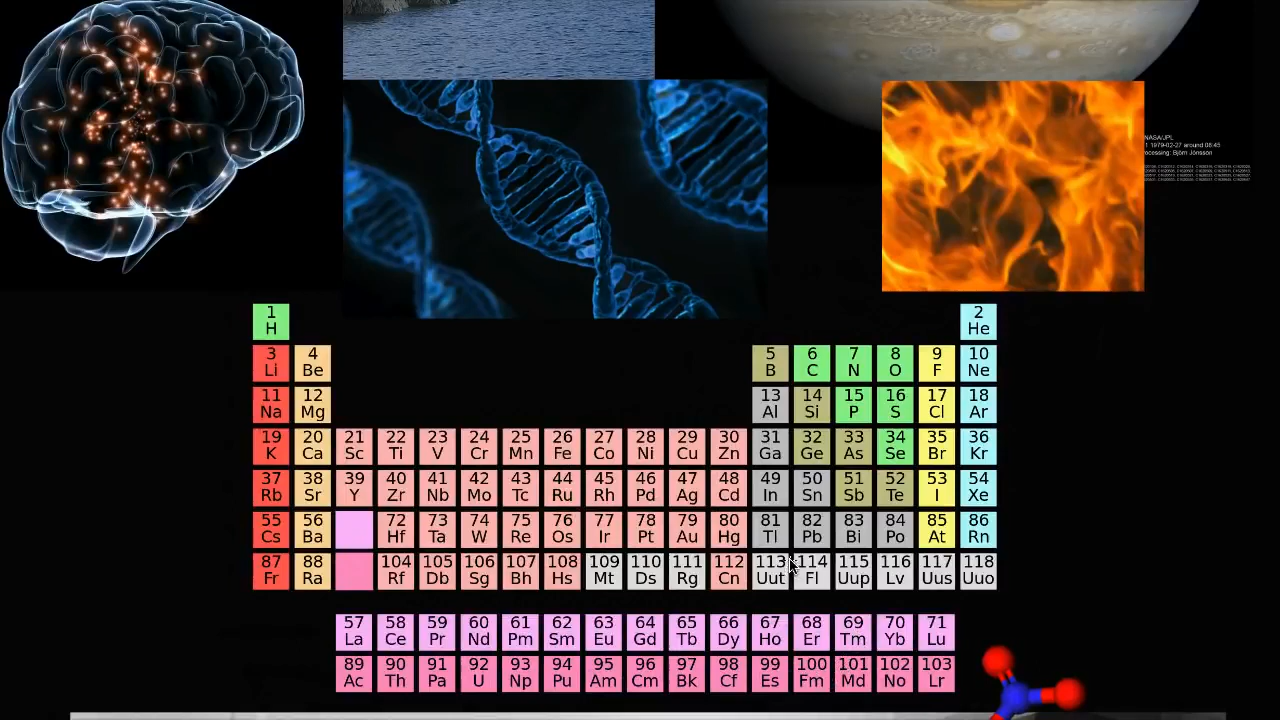 NASA/JPL
1 1979-02-27 around 08:45
ocessing: Björn Jónsson
1 2
H He
3 4 5 6 7 8 9 10
Li Be B C N O F Ne
11 12 13 14 15 16 17 18
Na Mg Al Si P S Cl Ar
19 20 21 22 23 24 25 26 27 28 29 30 31 32 33 34 35 36
K Ca Sc Ti V Cr Mn Fe Co Ni Cu Zn Ga Ge As Se Br Kr
37 38 39 40 41 42 43 44 45 46 47 48 49 50 51 52 53 54
Rb Sr Y Zr Nb Mo Tc Ru Rh Pd Ag Cd In Sn Sb Te I Xe
55 56 72 73 74 75 76 77 78 79 80 81 82 83 84 85 86
Cs Ba Hf Ta W Re Os Ir Pt Au Hg Tl Pb Bi Po At Rn
87 88 104 105 106 107 108 109 110 111 112 113 114 115 116 117 118
Fr Ra Rf Db Sg Bh Hs Mt Ds Rg Cn Uut Fl Uup Lv Uus Uuo
57 58 59 60 61 62 63 64 65 66 67 68 69 70 71
La Ce Pr Nd Pm Sm Eu Gd Tb Dy Ho Er Tm Yb Lu
89 90 91 92 93 94 95 96 97 98 99 100 101 102 103
Ac Th Pa U Np Pu Am Cm Bk Cf Es Fm Md No Lr